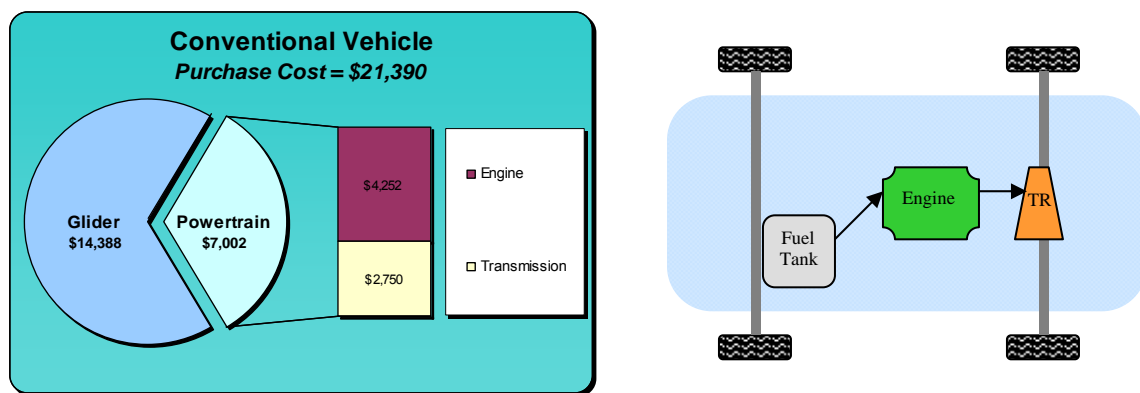 Conventional Vehicle
Purchase Cost = $21,390
Glider
$14,388
Powertrain
$7,002
$4,252
$2,750
Engine
Transmission
Engine
TR
Fuel
Tank